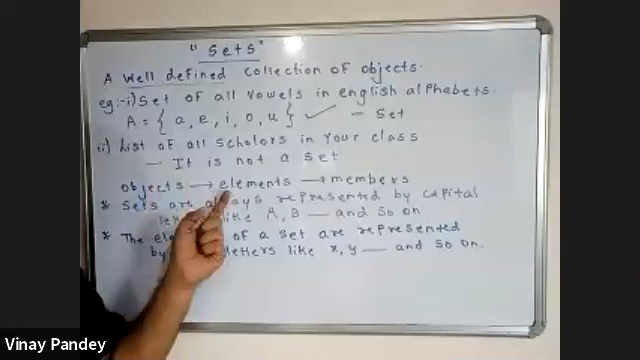 "Sets"
A well defined collection of objects.
eg:- i) Set of all vowels in english alphabets.
A = { a, e, i, o, u } ✓ - Set
ii) List of all scholors in your class
- It is not a set
objects → elements → members
* Sets are always represented by capital
like A, B — and so on
* The of a set are represented
by letters like x, y — and so on.
Vinay Pandey